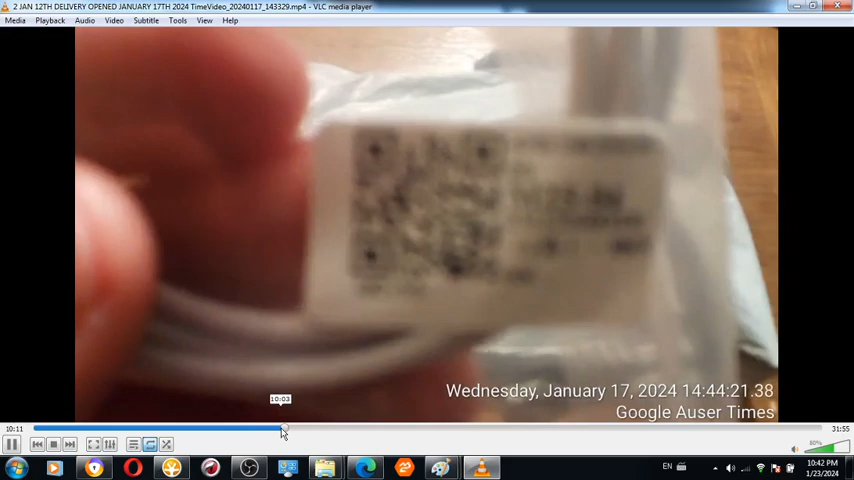 2 JAN 12TH DELIVERY OPENED JANUARY 17TH 2024 TimeVideo_20240117_143329.mp4 - VLC media player
Media Playback Audio Video Subtitle Tools View Help
Wednesday, January 17, 2024 14:44:21.38
Google Auser Times
10:03
10:11 31:55
80%
EN 10:42 PM
1/23/2024